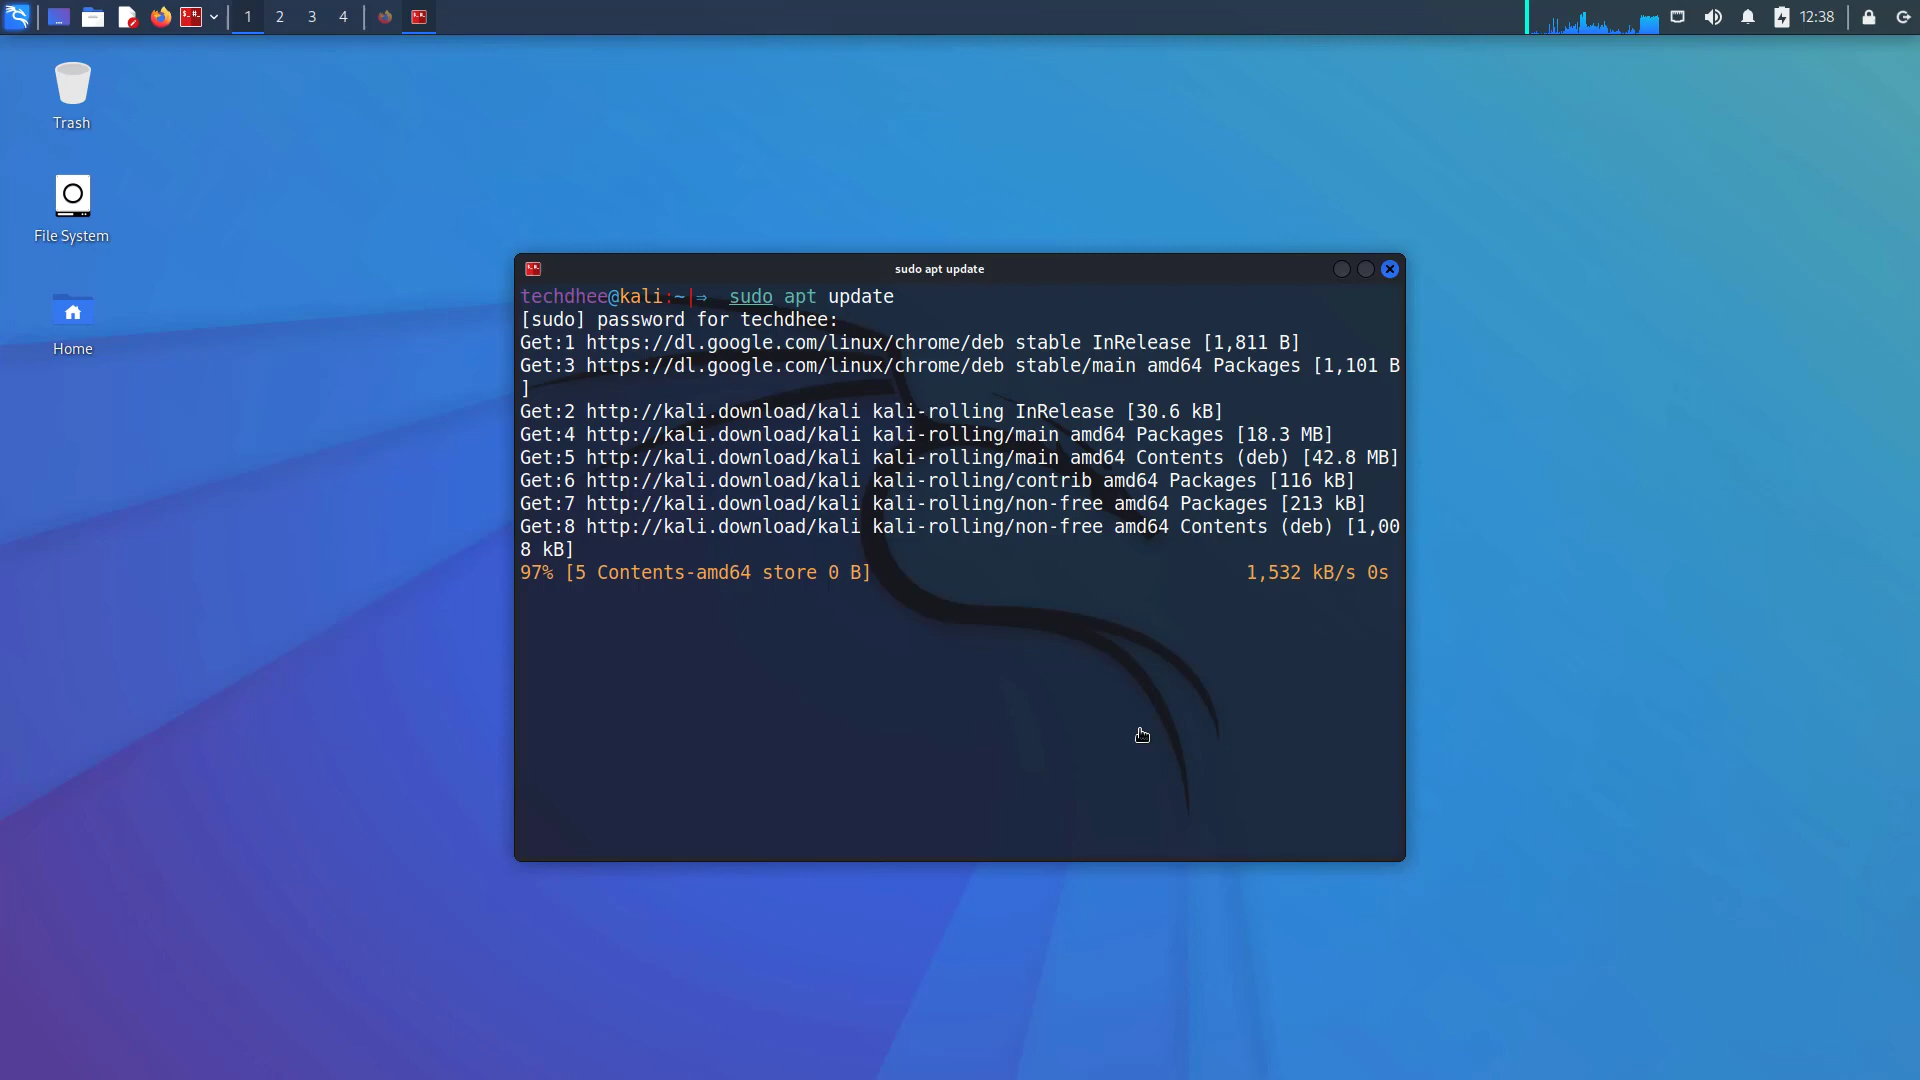 1 2 3 4 12:38
Trash
File System
Home
sudo apt update
techdhee@kali:~|⇒ sudo apt update
[sudo] password for techdhee:
Get:1 https://dl.google.com/linux/chrome/deb stable InRelease [1,811 B]
Get:3 https://dl.google.com/linux/chrome/deb stable/main amd64 Packages [1,101 B
]
Get:2 http://kali.download/kali kali-rolling InRelease [30.6 kB]
Get:4 http://kali.download/kali kali-rolling/main amd64 Packages [18.3 MB]
Get:5 http://kali.download/kali kali-rolling/main amd64 Contents (deb) [42.8 MB]
Get:6 http://kali.download/kali kali-rolling/contrib amd64 Packages [116 kB]
Get:7 http://kali.download/kali kali-rolling/non-free amd64 Packages [213 kB]
Get:8 http://kali.download/kali kali-rolling/non-free amd64 Contents (deb) [1,00
8 kB]
97% [5 Contents-amd64 store 0 B] 1,532 kB/s 0s